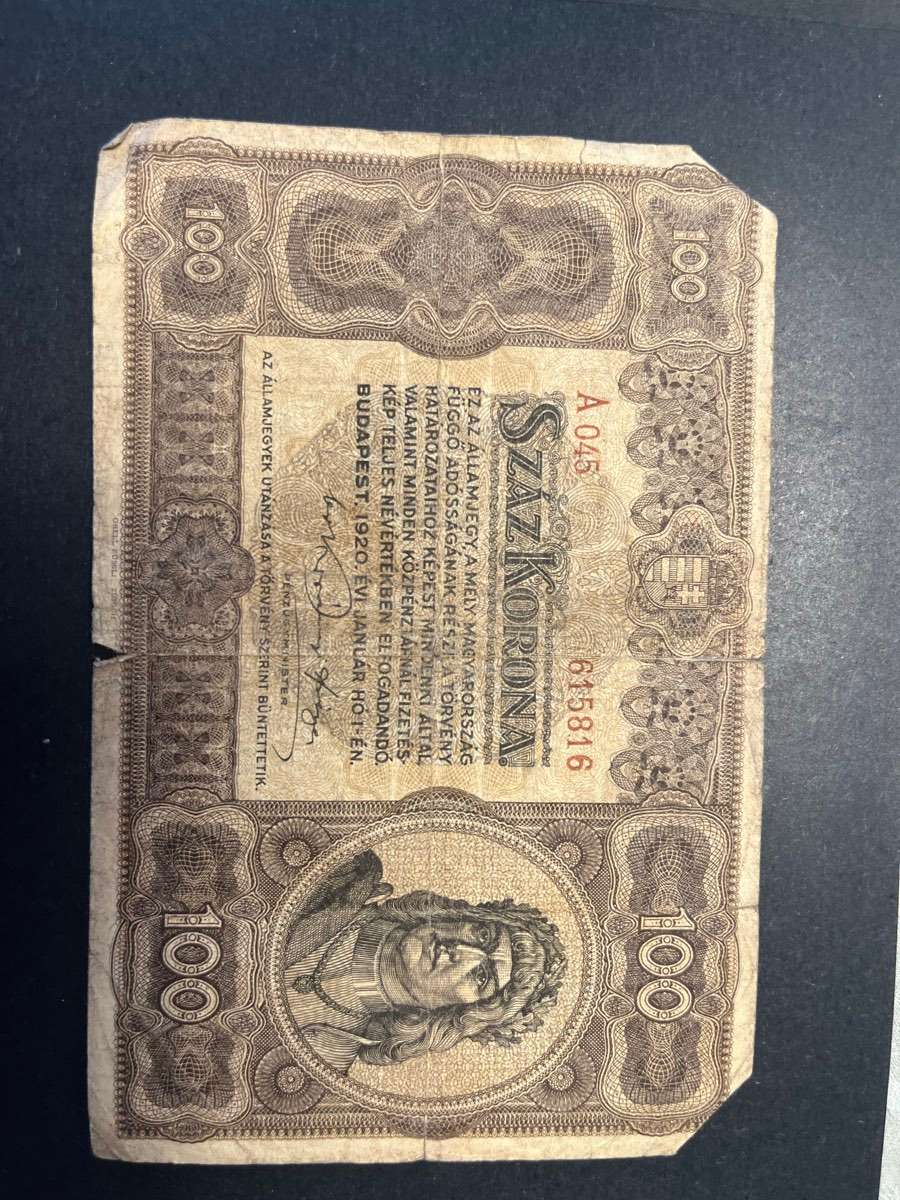 100
100
A 045
615816
SZÁZ KORONA.
EZ AZ ÁLLAMJEGY, A MELY MAGYARORSZÁG
FÜGGŐ ADÓSSÁGÁNAK RÉSZE, A TÖRVÉNY
HATÁROZATAIHOZ KÉPEST MINDENKI ÁLTAL
VALAMINT MINDEN KÖZPÉNZTÁRNÁL FIZETÉS-
KÉP TELJES NÉVÉRTÉKBEN ELFOGADANDÓ.
BUDAPEST, 1920. ÉVI JANUÁR HÓ 1-ÉN.
PÉNZÜGYMINISTER
AZ ÁLLAMJEGYEK UTÁNZÁSA A TÖRVÉNY SZERINT BÜNTETTETIK.
100
100